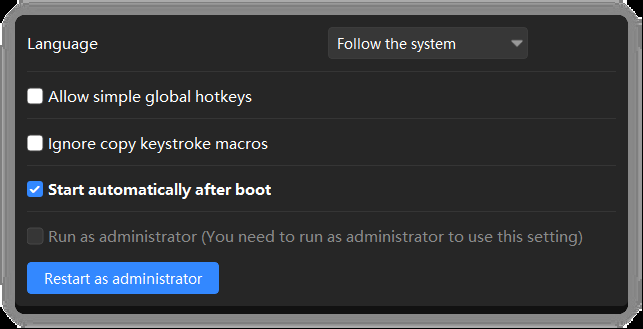 Language
Follow the system
Allow simple global hotkeys
Ignore copy keystroke macros
Start automatically after boot
Run as administrator (You need to run as administrator to use this setting)
Restart as administrator